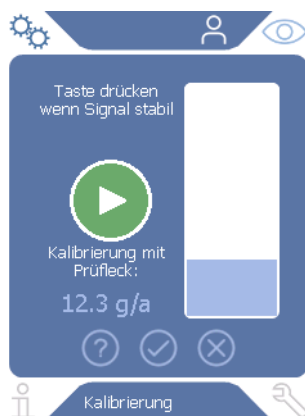 Taste drücken
wenn Signal stabil
Kalibrierung mit
Prüfleck:
12.3 g/a
?
i
Kalibrierung